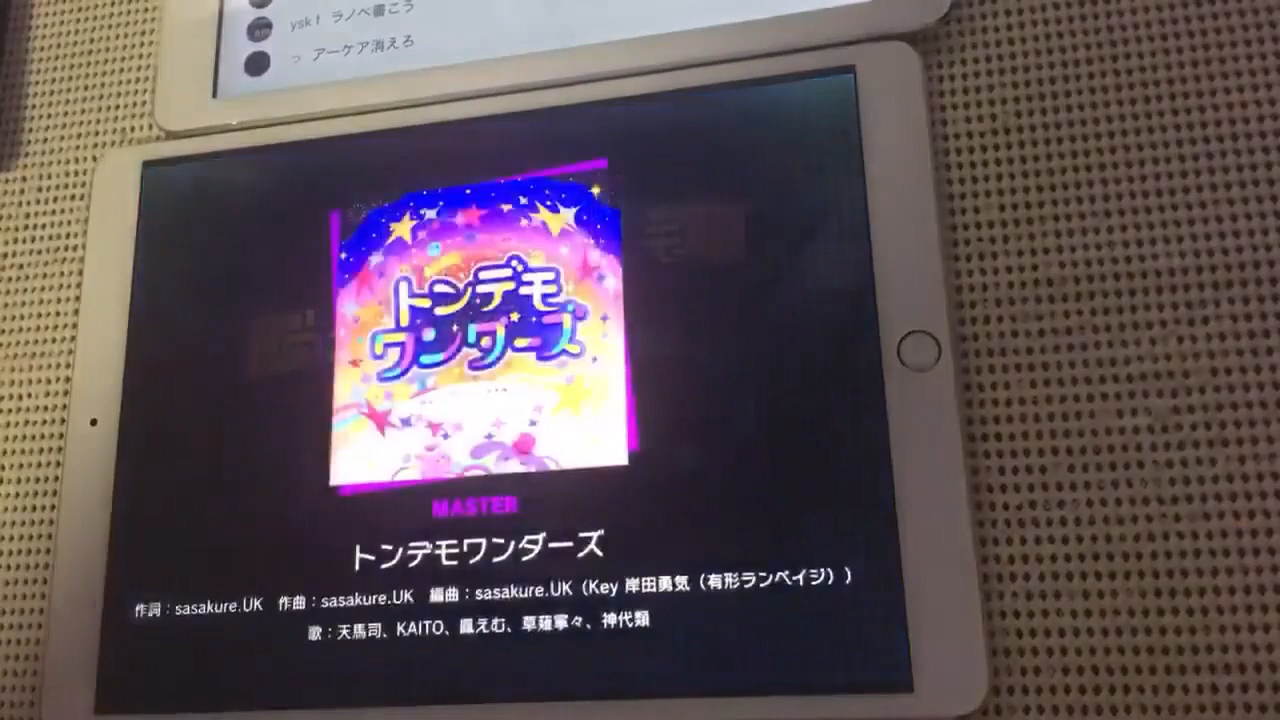 ysk！ラノベ書こう
っ アーケア消えろ
トンデモ
ワンダーズ
MASTER
トンデモワンダーズ
作詞：sasakure.UK 作曲：sasakure.UK 編曲：sasakure.UK（Key 岸田勇気（有形ランペイジ））
歌：天馬司、KAITO、鳳えむ、草薙寧々、神代類